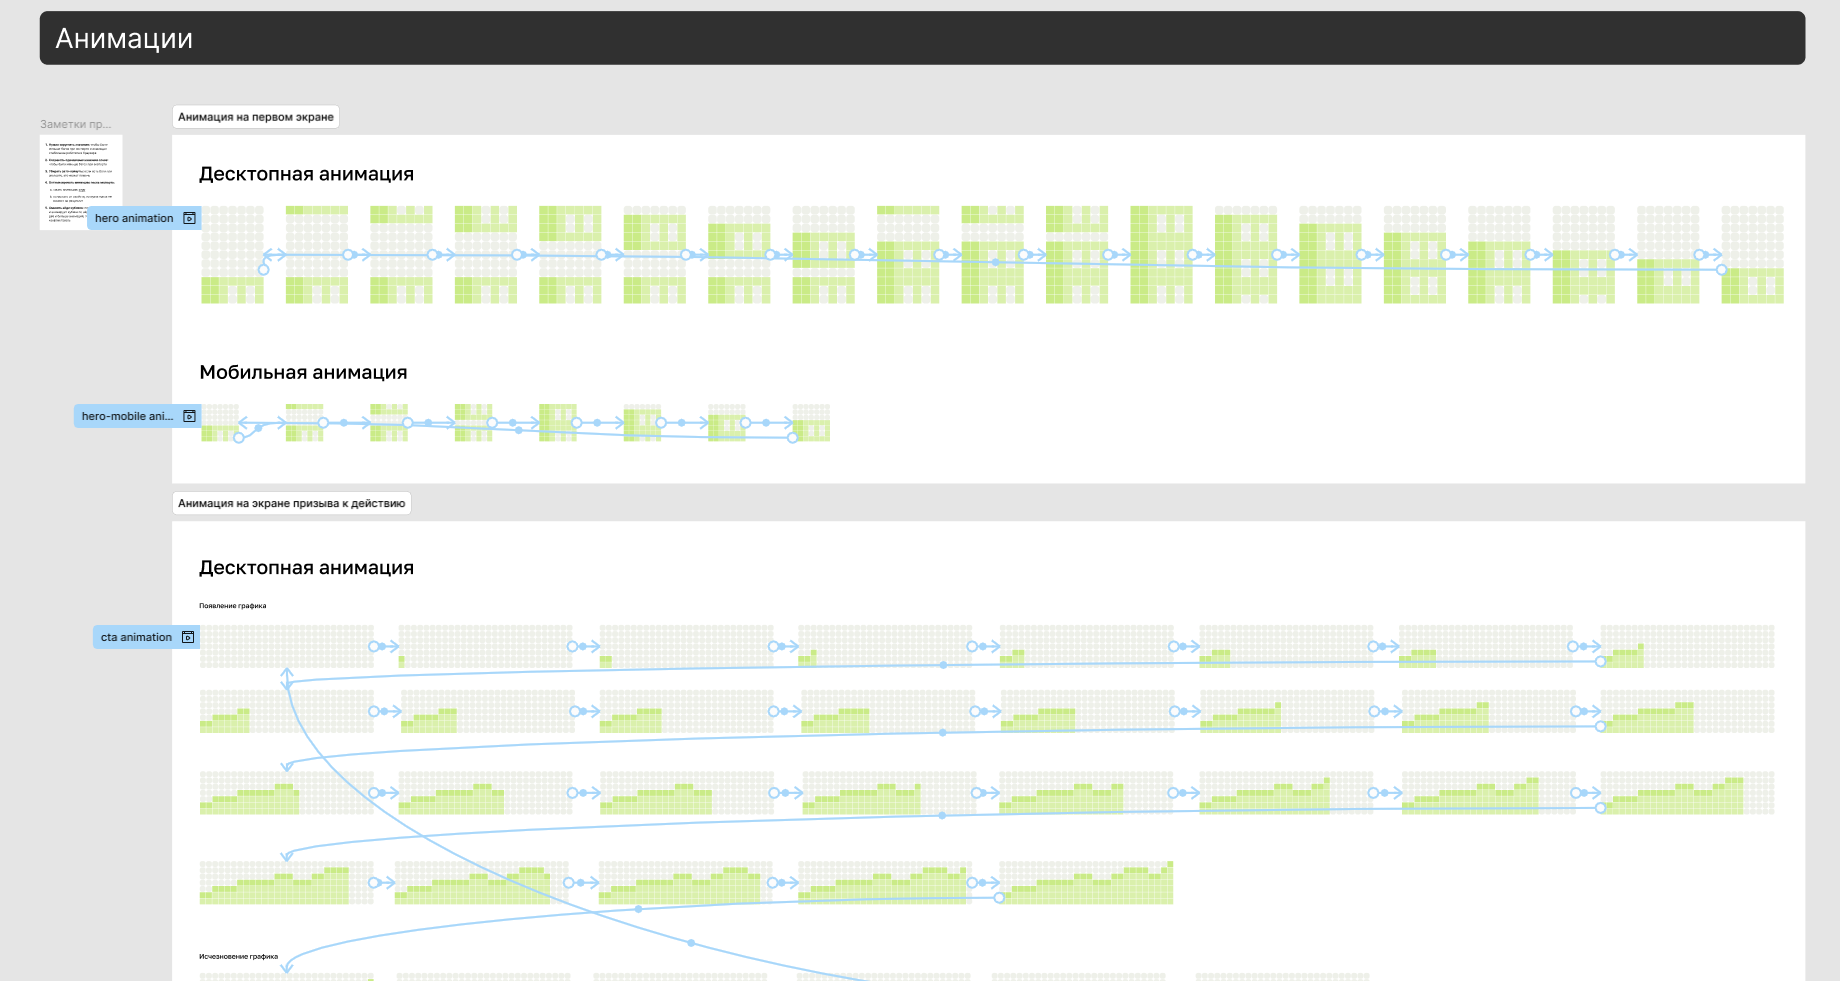 Анимации
Заметки пр...
Анимация на первом экране
Десктопная анимация
hero animation
Мобильная анимация
hero-mobile ani...
Анимация на экране призыва к действию
Десктопная анимация
Появление графика
cta animation
Исчезновение графика